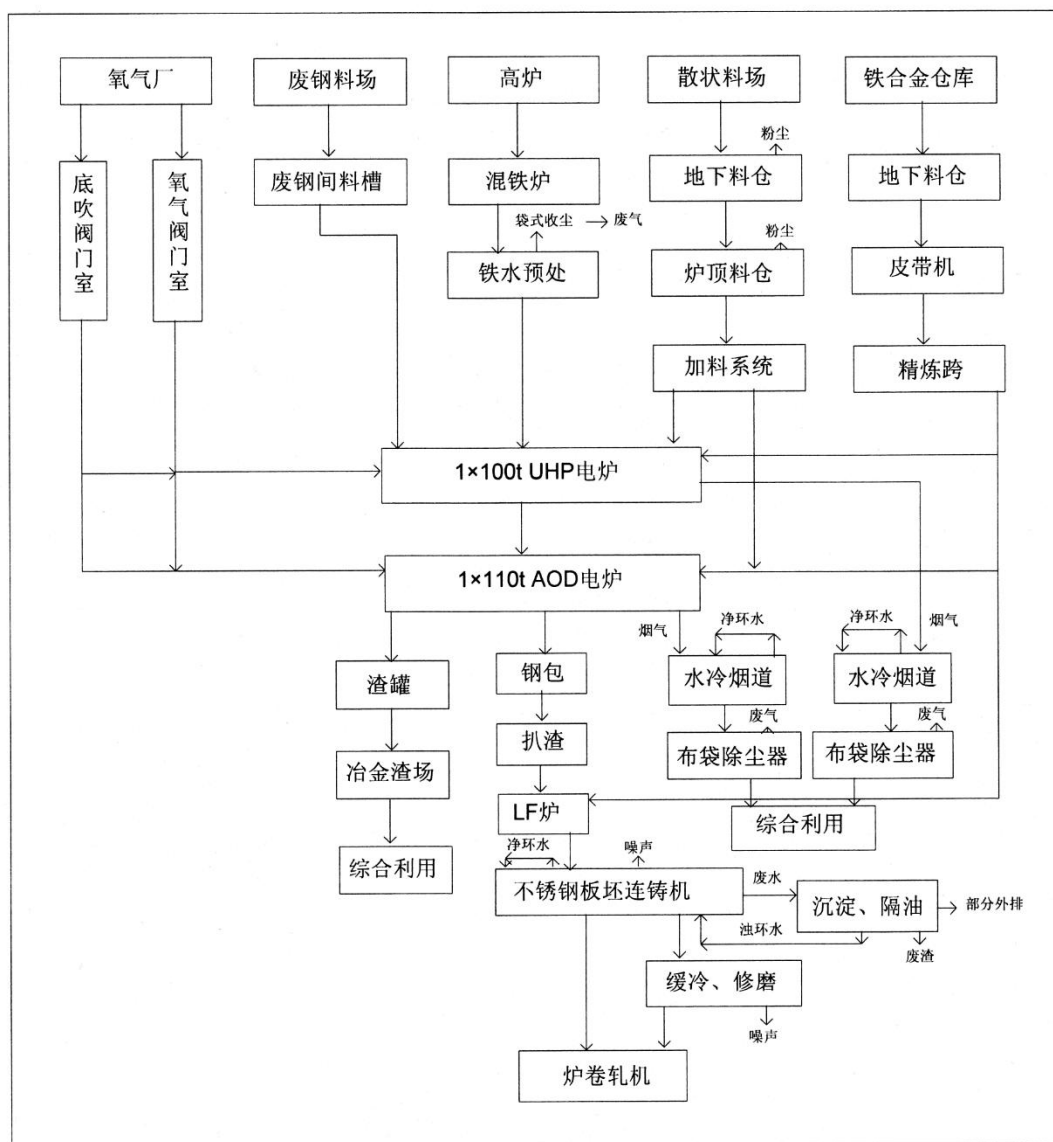 氧气厂
废钢料场
高炉
散状料场
铁合金仓库
粉尘
底吹阀门室
氧气阀门室
废钢间料槽
混铁炉
地下料仓
地下料仓
袋式收尘
废气
粉尘
铁水预处
炉顶料仓
皮带机
加料系统
精炼跨
1×100t UHP电炉
1×110t AOD电炉
烟气
净环水
净环水
烟气
渣罐
钢包
水冷烟道
水冷烟道
废气
废气
扒渣
冶金渣场
布袋除尘器
布袋除尘器
LF炉
综合利用
净环水
噪声
综合利用
不锈钢板坯连铸机
废水
沉淀、隔油
部分外排
浊环水
废渣
缓冷、修磨
噪声
炉卷轧机